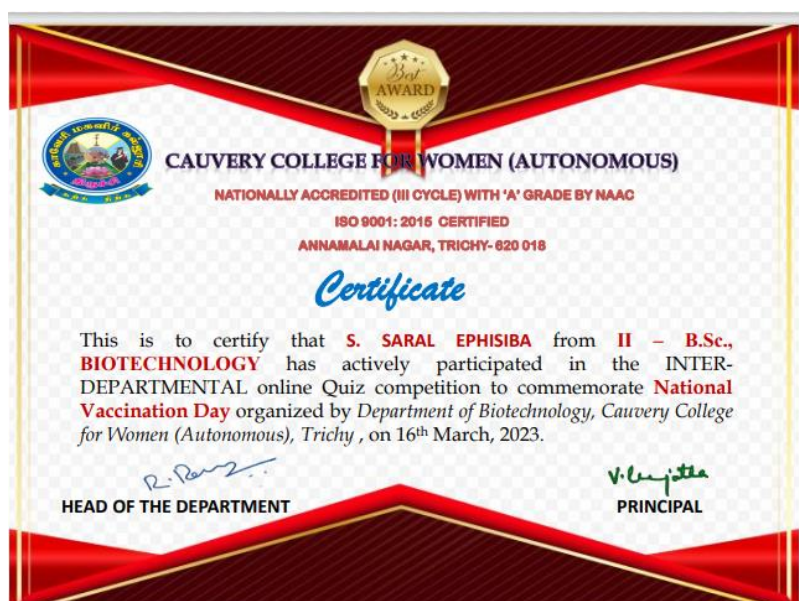 Best
AWARD
CAUVERY COLLEGE FOR WOMEN (AUTONOMOUS)
NATIONALLY ACCREDITED (III CYCLE) WITH 'A' GRADE BY NAAC
ISO 9001: 2015 CERTIFIED
ANNAMALAI NAGAR, TRICHY- 620 018
Certificate
This is to certify that S. SARAL EPHISIBA from II – B.Sc.,
BIOTECHNOLOGY has actively participated in the INTER-
DEPARTMENTAL online Quiz competition to commemorate National
Vaccination Day organized by Department of Biotechnology, Cauvery College
for Women (Autonomous), Trichy , on 16th March, 2023.
HEAD OF THE DEPARTMENT
PRINCIPAL